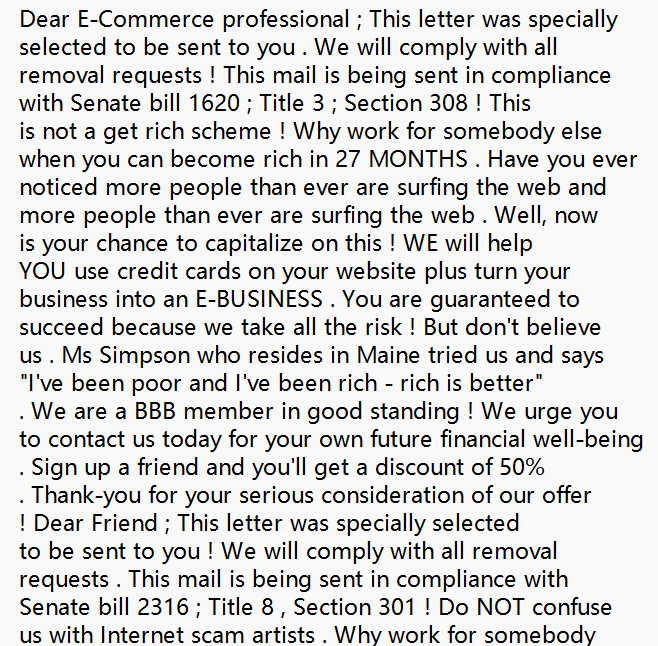 Dear E-Commerce professional ; This letter was specially
selected to be sent to you . We will comply with all
removal requests ! This mail is being sent in compliance
with Senate bill 1620 ; Title 3 ; Section 308 ! This
is not a get rich scheme ! Why work for somebody else
when you can become rich in 27 MONTHS . Have you ever
noticed more people than ever are surfing the web and
more people than ever are surfing the web . Well, now
is your chance to capitalize on this ! WE will help
YOU use credit cards on your website plus turn your
business into an E-BUSINESS . You are guaranteed to
succeed because we take all the risk ! But don't believe
us . Ms Simpson who resides in Maine tried us and says
"I've been poor and I've been rich - rich is better"
. We are a BBB member in good standing ! We urge you
to contact us today for your own future financial well-being
. Sign up a friend and you'll get a discount of 50%
. Thank-you for your serious consideration of our offer
! Dear Friend ; This letter was specially selected
to be sent to you ! We will comply with all removal
requests . This mail is being sent in compliance with
Senate bill 2316 ; Title 8 , Section 301 ! Do NOT confuse
us with Internet scam artists . Why work for somebody